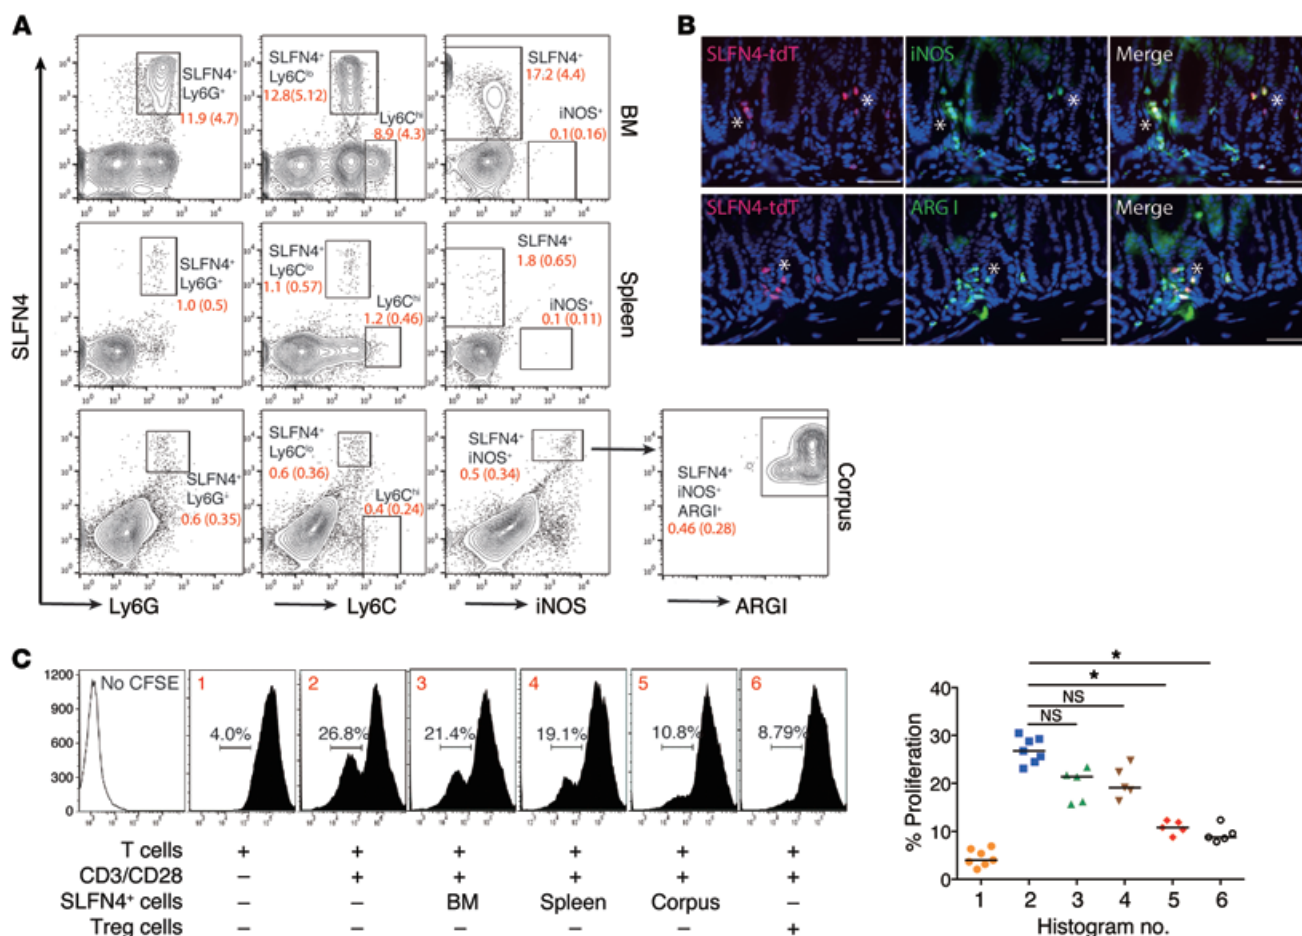 A
SLFN4
SLFN4⁺
Ly6G⁺
11.9 (4.7)
SLFN4⁺
Ly6Cˡᵒ
12.8(5.12)
Ly6Cʰⁱ
8.9 (4.3)
SLFN4⁺
17.2 (4.4)
iNOS⁺
0.1(0.16)
BM
SLFN4⁺
Ly6G⁺
1.0 (0.5)
SLFN4⁺
Ly6Cˡᵒ
1.1 (0.57)
Ly6Cʰⁱ
1.2 (0.46)
SLFN4⁺
1.8 (0.65)
iNOS⁺
0.1 (0.11)
Spleen
SLFN4⁺
Ly6G⁺
0.6 (0.35)
SLFN4⁺
Ly6Cˡᵒ
0.6 (0.36)
Ly6Cʰⁱ
0.4 (0.24)
SLFN4⁺
iNOS⁺
0.5 (0.34)
SLFN4⁺
iNOS⁺
ARGI⁺
0.46 (0.28)
Corpus
Ly6G Ly6C iNOS ARGI
B
SLFN4-tdT iNOS Merge
* * * * * *
SLFN4-tdT ARG I Merge
* * *
C
1200
900
600
300
0
No CFSE
1 2 3 4 5 6
4.0% 26.8% 21.4% 19.1% 10.8% 8.79%
T cells + + + + + +
CD3/CD28 − + + + + +
SLFN4⁺ cells − − BM Spleen Corpus −
Treg cells − − − − − +
% Proliferation
40
30
20
10
0
*
*
NS
NS
1 2 3 4 5 6
Histogram no.